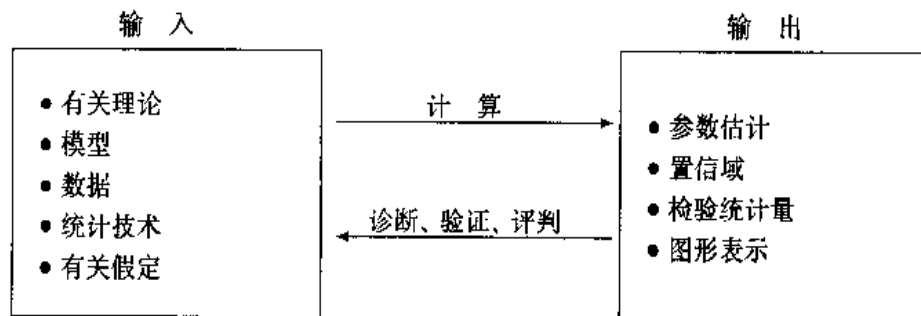 输 入
输 出
● 有关理论
● 模型
● 数据
● 统计技术
● 有关假定
计 算
诊断、验证、评判
● 参数估计
● 置信域
● 检验统计量
● 图形表示